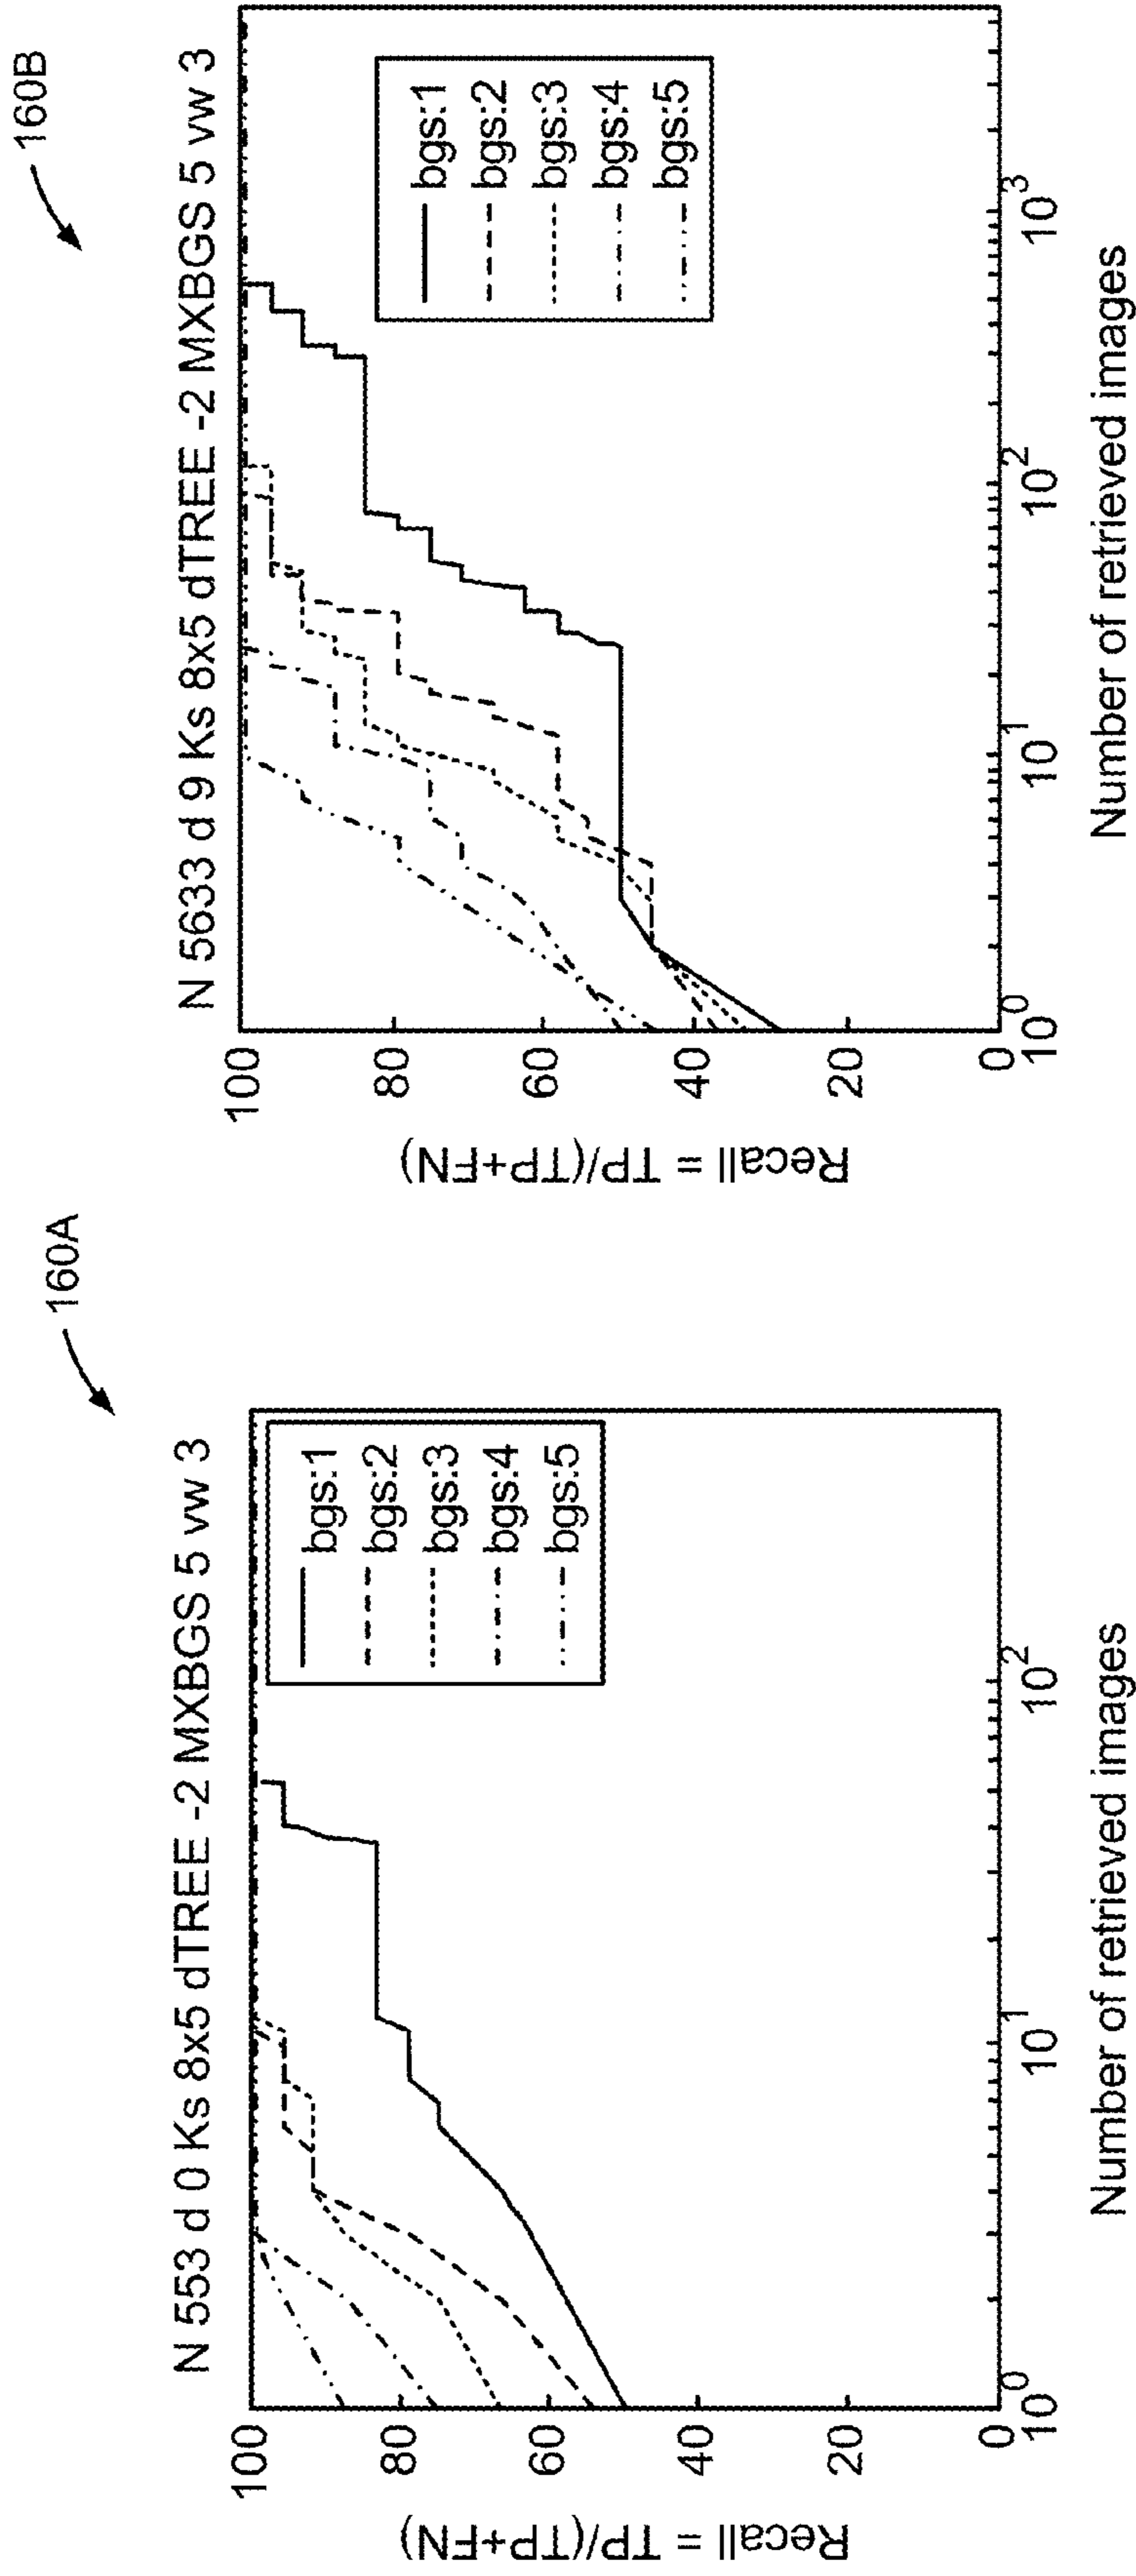 160A
N 553 d 0 Ks 8x5 dTREE -2 MXBGS 5 vw 3
Recall = TP/(TP+FN)
100
80
60
40
20
0
bgs:1
bgs:2
bgs:3
bgs:4
bgs:5
10^0
10^1
10^2
Number of retrieved images
160B
N 5633 d 9 Ks 8x5 dTREE -2 MXBGS 5 vw 3
Recall = TP/(TP+FN)
100
80
60
40
20
0
bgs:1
bgs:2
bgs:3
bgs:4
bgs:5
10^0
10^1
10^2
10^3
Number of retrieved images